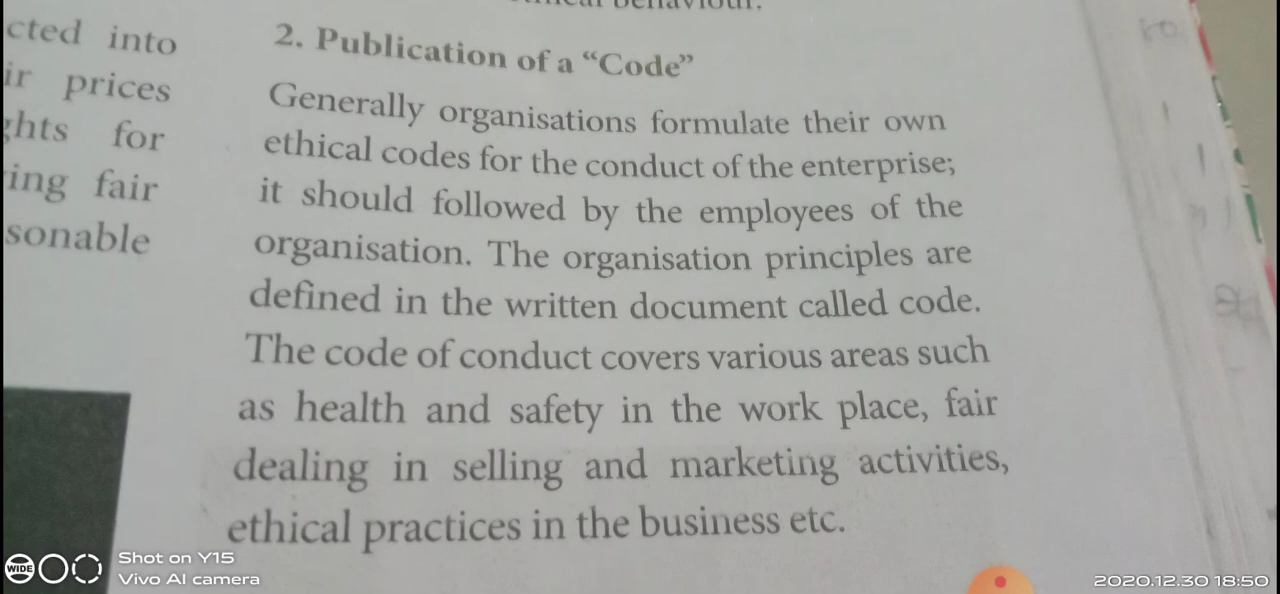 cted into
ir prices
ghts for
ing fair
sonable
2. Publication of a “Code”
Generally organisations formulate their own
ethical codes for the conduct of the enterprise;
it should followed by the employees of the
organisation. The organisation principles are
defined in the written document called code.
The code of conduct covers various areas such
as health and safety in the work place, fair
dealing in selling and marketing activities,
ethical practices in the business etc.
WIDE
Shot on Y15
Vivo AI camera
2020.12.30 18:50